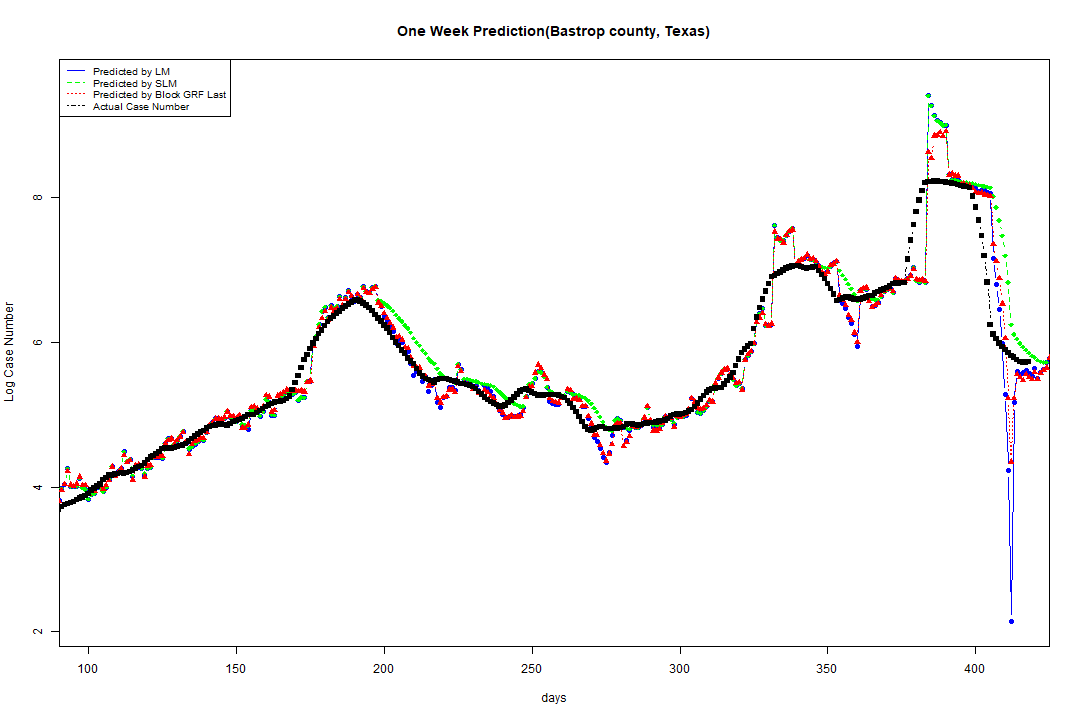 One Week Prediction(Bastrop county, Texas)
Predicted by LM
Predicted by SLM
Predicted by Block GRF Last
Actual Case Number
Log Case Number
8
6
4
2
100 150 200 250 300 350 400
days